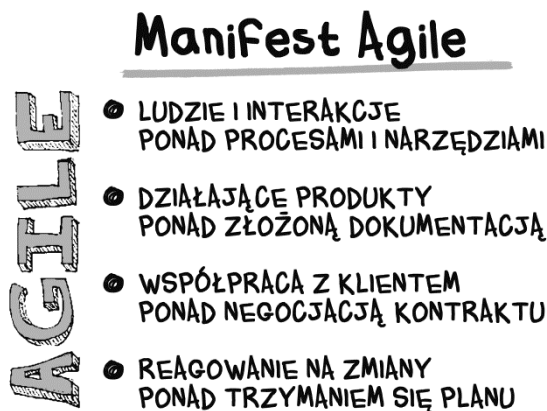 Manifest Agile
AGILE
LUDZIE I INTERAKCJE
PONAD PROCESAMI I NARZĘDZIAMI
DZIAŁAJĄCE PRODUKTY
PONAD ZŁOŻONĄ DOKUMENTACJĄ
WSPÓŁPRACA Z KLIENTEM
PONAD NEGOCJACJĄ KONTRAKTU
REAGOWANIE NA ZMIANY
PONAD TRZYMANIEM SIĘ PLANU